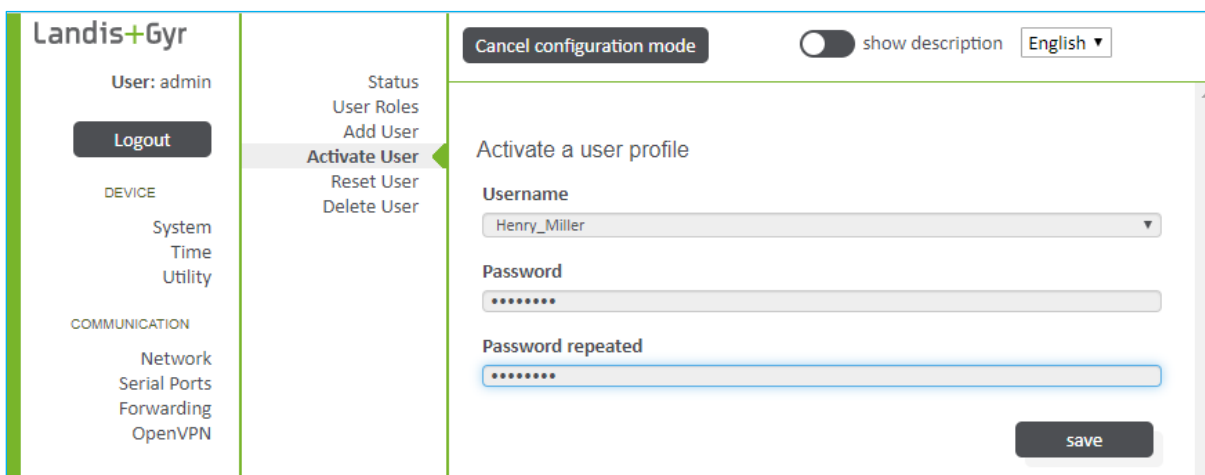 Landis+Gyr
User: admin
Logout
DEVICE
System
Time
Utility
COMMUNICATION
Network
Serial Ports
Forwarding
OpenVPN
Status
User Roles
Add User
Activate User
Reset User
Delete User
Cancel configuration mode
show description
English ▼
Activate a user profile
Username
Henry_Miller ▼
Password
••••••••
Password repeated
••••••••
save